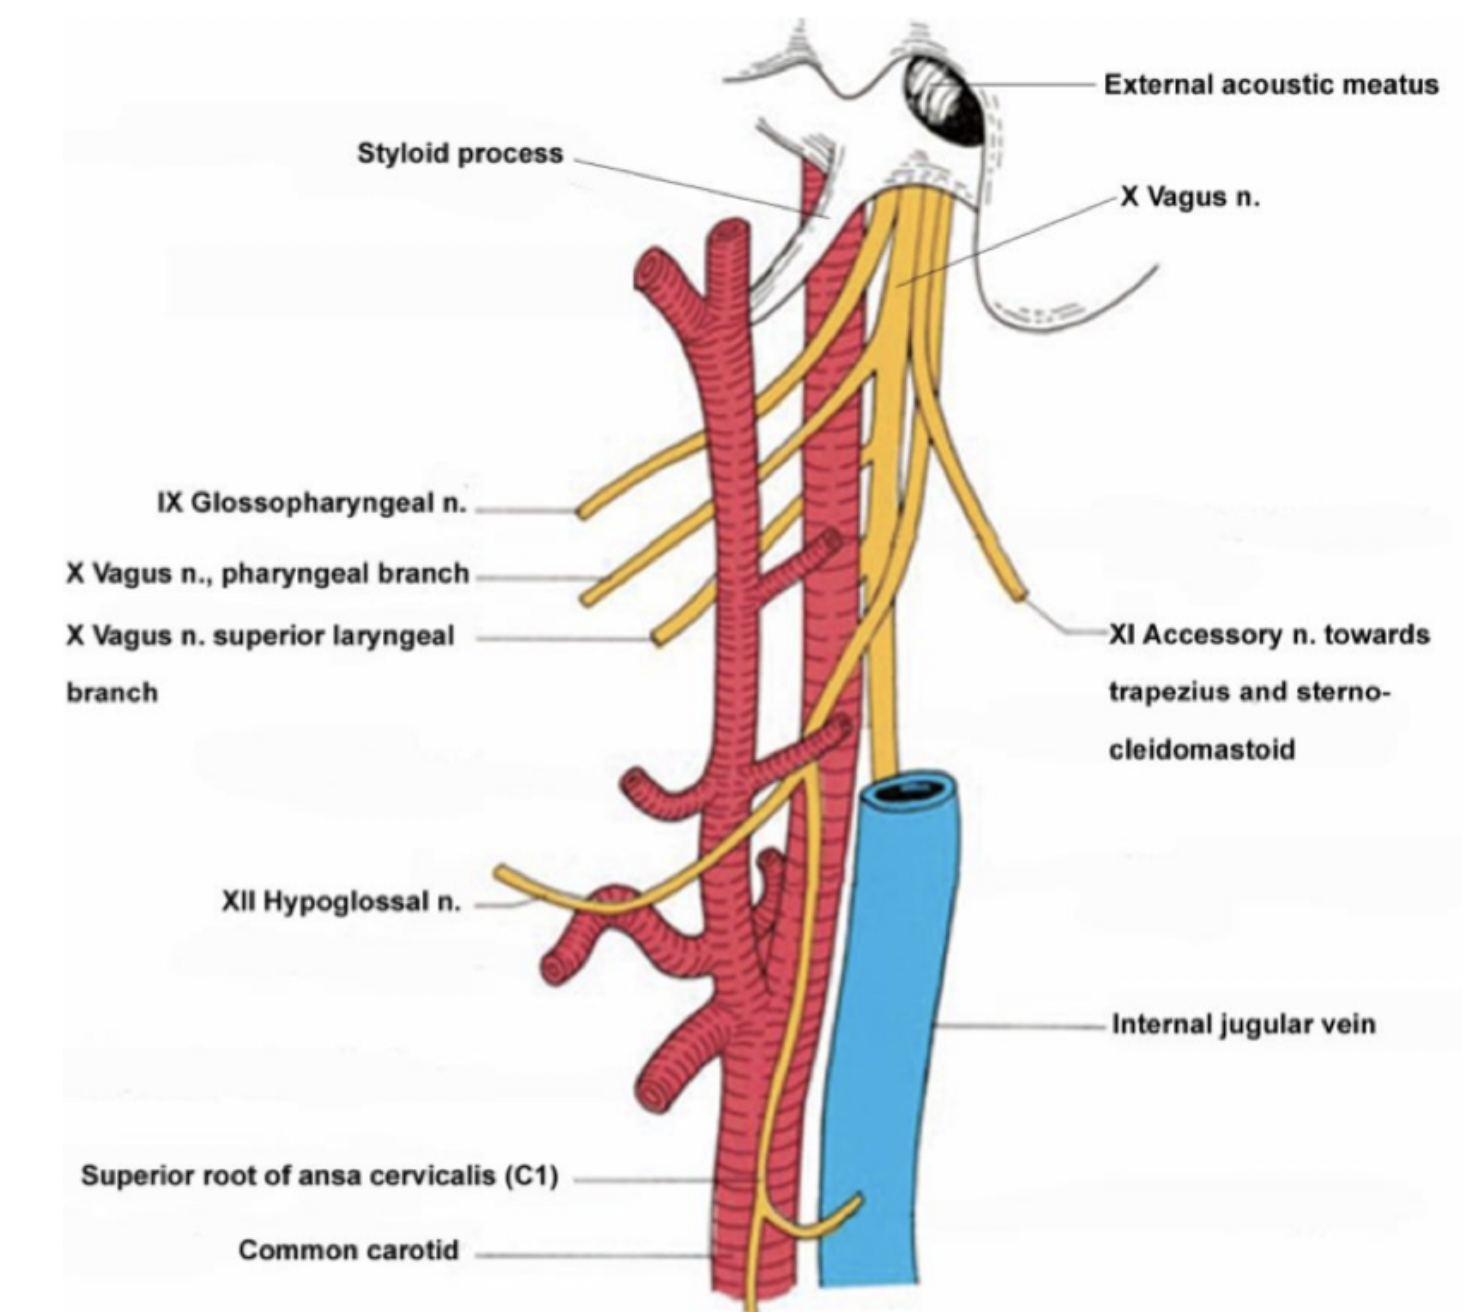 External acoustic meatus
Styloid process
X Vagus n.
IX Glossopharyngeal n.
X Vagus n., pharyngeal branch
X Vagus n. superior laryngeal
branch
XI Accessory n. towards
trapezius and sterno-
cleidomastoid
XII Hypoglossal n.
Internal jugular vein
Superior root of ansa cervicalis (C1)
Common carotid